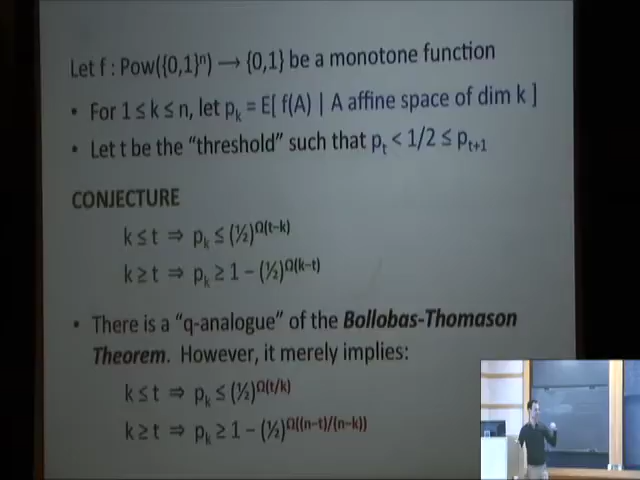 Let f : Pow({0,1}ⁿ) ⟶ {0,1} be a monotone function
• For 1 ≤ k ≤ n, let pₖ = E[ f(A) | A affine space of dim k ]
• Let t be the “threshold” such that pₜ < 1/2 ≤ pₜ₊₁
CONJECTURE
k ≤ t ⇒ pₖ ≤ (½)^Ω(t−k)
k ≥ t ⇒ pₖ ≥ 1 − (½)^Ω(k−t)
• There is a “q-analogue” of the Bollobas-Thomason
Theorem. However, it merely implies:
k ≤ t ⇒ pₖ ≤ (½)^Ω(t/k)
k ≥ t ⇒ pₖ ≥ 1 − (½)^Ω((n−t)/(n−k))